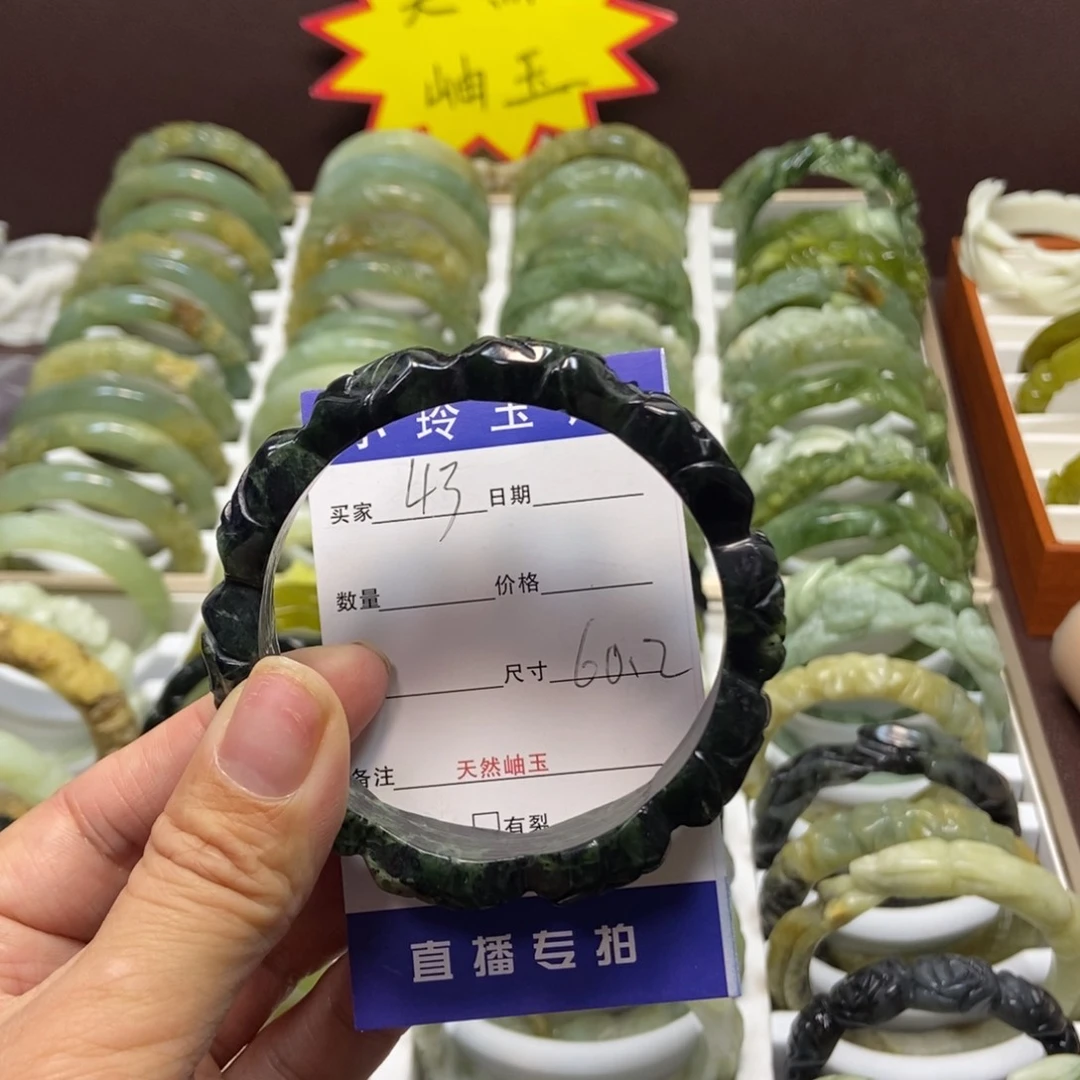 岫玉
玲玉
买家 43 日期
数量 价格
尺寸 60.2
备注 天然岫玉
有裂
直播专拍